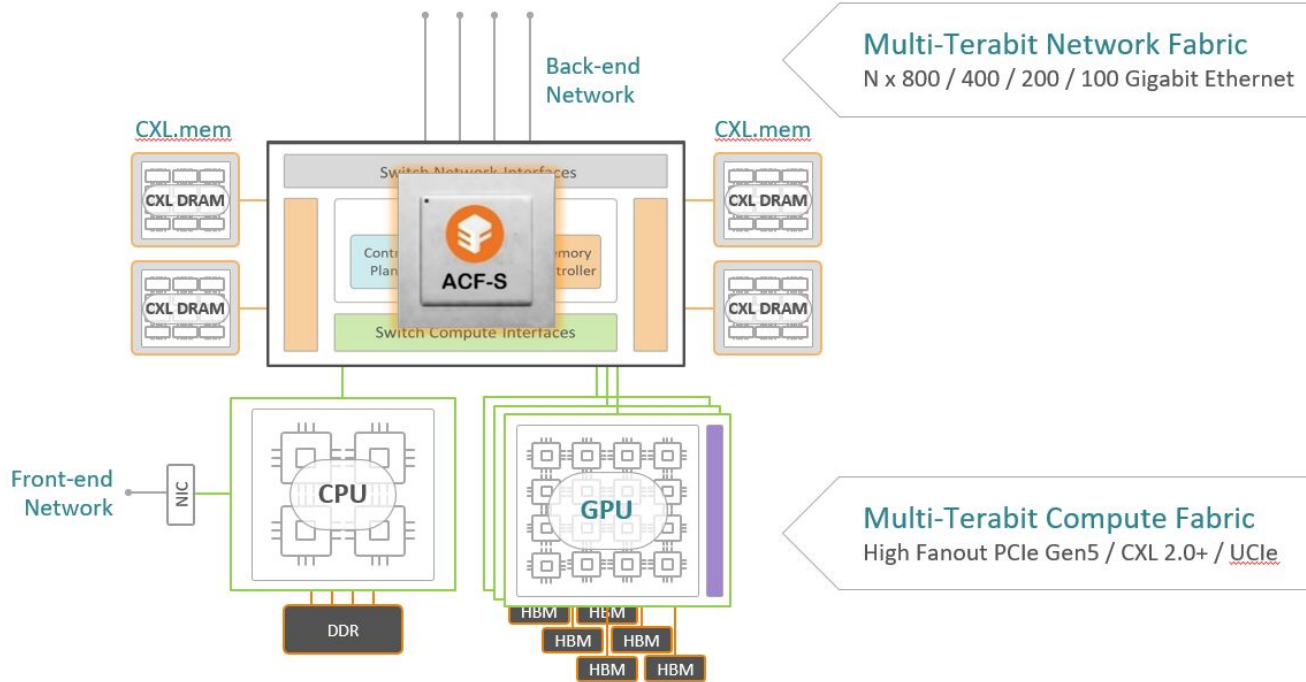 Multi-Terabit Network Fabric
N x 800 / 400 / 200 / 100 Gigabit Ethernet
Back-end
Network
CXL.mem
CXL.mem
Switch Network Interfaces
CXL DRAM
CXL DRAM
ACF-S
CXL DRAM
CXL DRAM
Switch Compute Interfaces
Front-end
Network
NIC
CPU
GPU
Multi-Terabit Compute Fabric
High Fanout PCIe Gen5 / CXL 2.0+ / UCIe
DDR
HBM
HBM
HBM
HBM
HBM
HBM